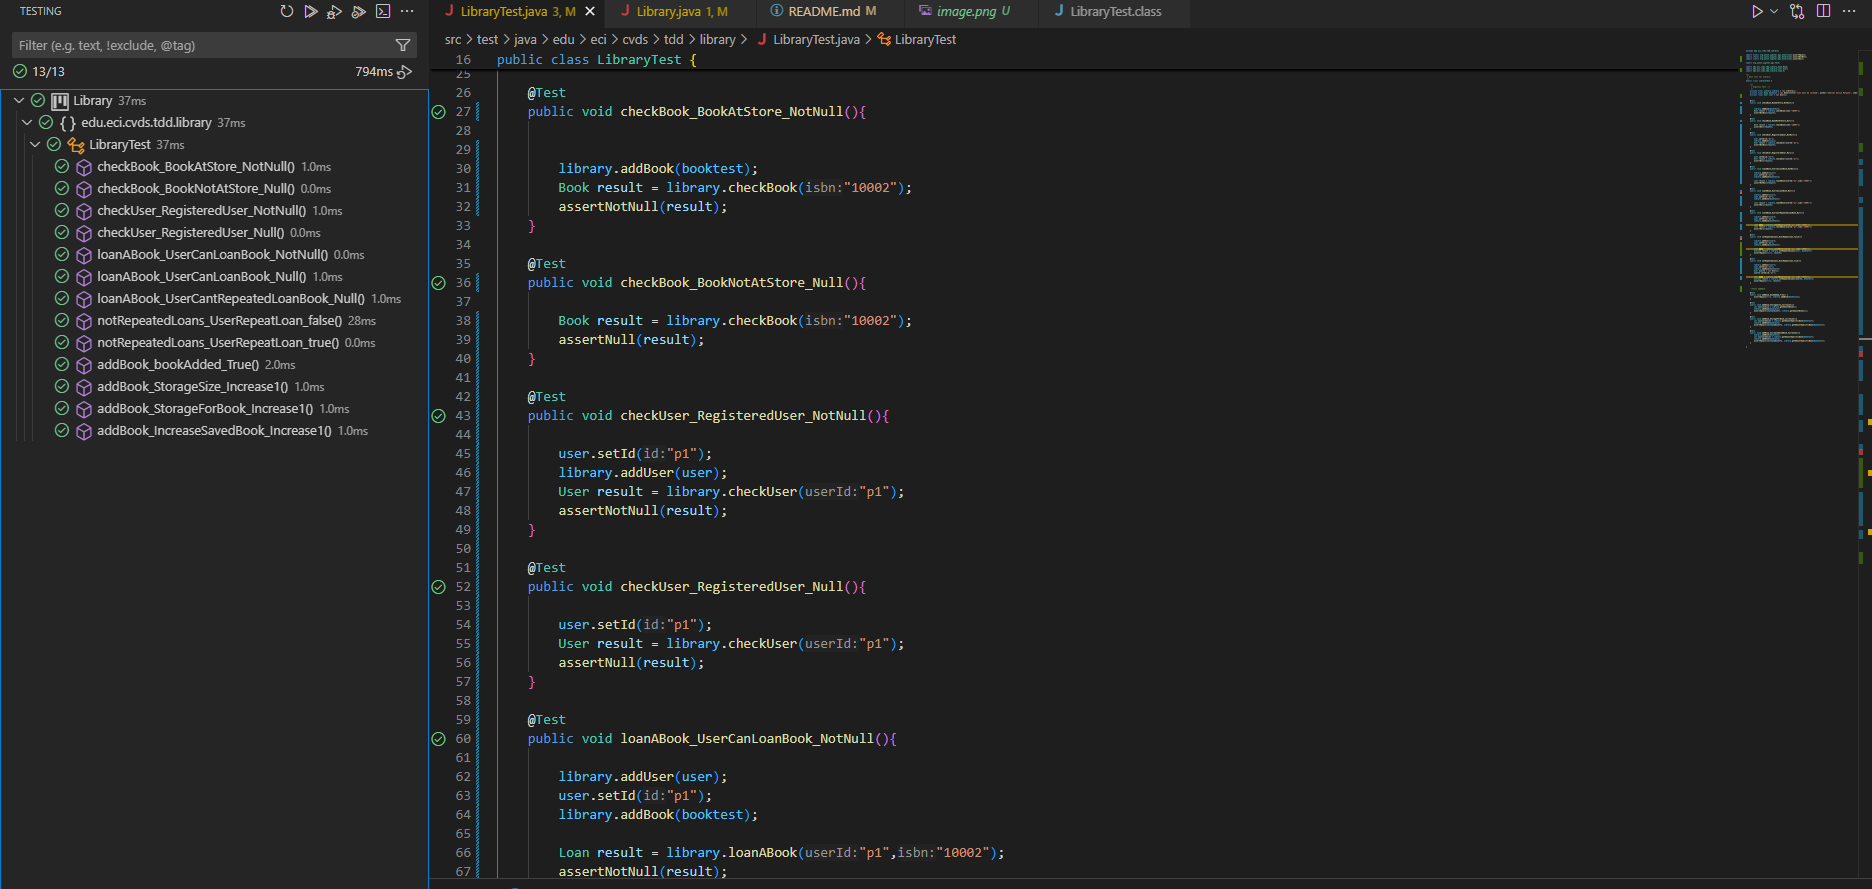 TESTING
Filter (e.g. text, !exclude, @tag)
13/13 794ms
Library 37ms
{} edu.eci.cvds.tdd.library 37ms
LibraryTest 37ms
checkBook_BookAtStore_NotNull() 1.0ms
checkBook_BookNotAtStore_Null() 0.0ms
checkUser_RegisteredUser_NotNull() 1.0ms
checkUser_RegisteredUser_Null() 0.0ms
loanABook_UserCanLoanBook_NotNull() 0.0ms
loanABook_UserCanLoanBook_Null() 1.0ms
loanABook_UserCantRepeatedLoanBook_Null() 1.0ms
notRepeatedLoans_UserRepeatLoan_false() 28ms
notRepeatedLoans_UserRepeatLoan_true() 0.0ms
addBook_bookAdded_True() 2.0ms
addBook_StorageSize_Increase1() 1.0ms
addBook_StorageForBook_Increase1() 1.0ms
addBook_IncreaseSavedBook_Increase1() 1.0ms
LibraryTest.java 3, M Library.java 1, M README.md M image.png U LibraryTest.class
src > test > java > edu > eci > cvds > tdd > library > LibraryTest.java > LibraryTest
16 public class LibraryTest {
25
26 @Test
27 public void checkBook_BookAtStore_NotNull(){
28
29
30 library.addBook(booktest);
31 Book result = library.checkBook(isbn:"10002");
32 assertNotNull(result);
33 }
34
35 @Test
36 public void checkBook_BookNotAtStore_Null(){
37
38 Book result = library.checkBook(isbn:"10002");
39 assertNull(result);
40 }
41
42 @Test
43 public void checkUser_RegisteredUser_NotNull(){
44
45 user.setId(id:"p1");
46 library.addUser(user);
47 User result = library.checkUser(userId:"p1");
48 assertNotNull(result);
49 }
50
51 @Test
52 public void checkUser_RegisteredUser_Null(){
53
54 user.setId(id:"p1");
55 User result = library.checkUser(userId:"p1");
56 assertNull(result);
57 }
58
59 @Test
60 public void loanABook_UserCanLoanBook_NotNull(){
61
62 library.addUser(user);
63 user.setId(id:"p1");
64 library.addBook(booktest);
65
66 Loan result = library.loanABook(userId:"p1",isbn:"10002");
67 assertNotNull(result);